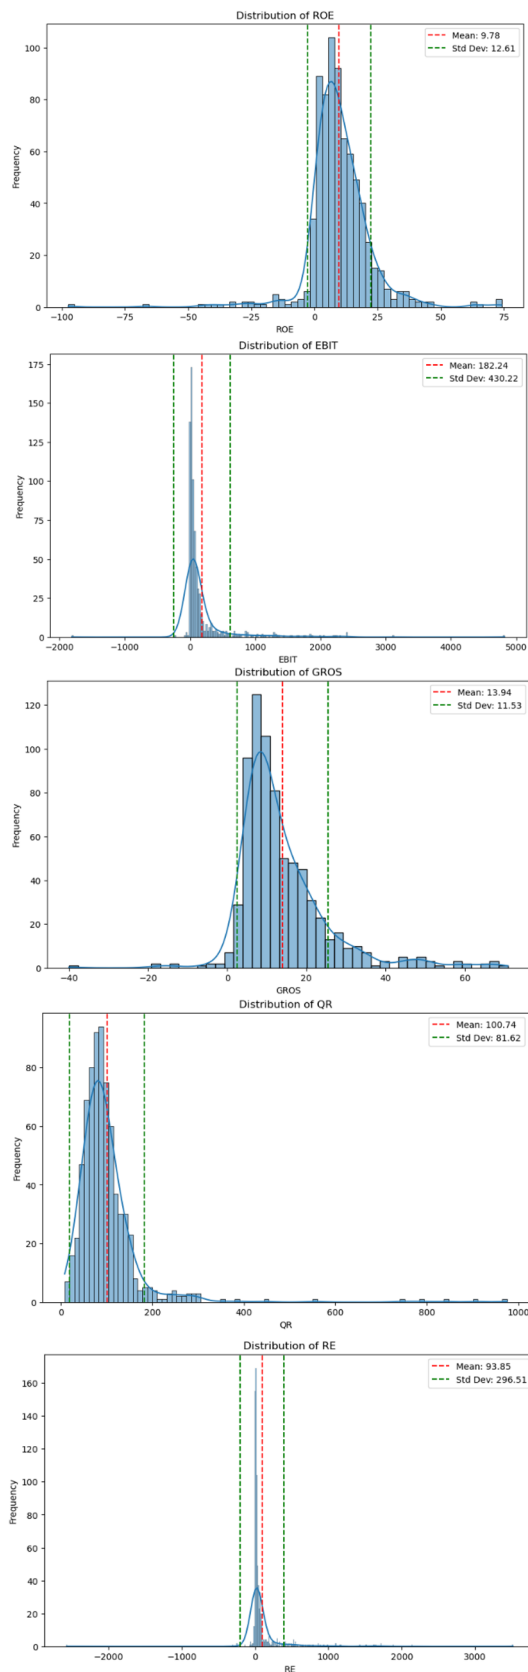 Distribution of ROE
Mean: 9.78
Std Dev: 12.61
100
80
60
40
20
0
Frequency
−100 −75 −50 −25 0 25 50 75
ROE
Distribution of EBIT
Mean: 182.24
Std Dev: 430.22
175
150
125
100
75
50
25
0
Frequency
−2000 −1000 0 1000 2000 3000 4000 5000
EBIT
Distribution of GROS
Mean: 13.94
Std Dev: 11.53
120
100
80
60
40
20
0
Frequency
−40 −20 0 20 40 60
GROS
Distribution of QR
Mean: 100.74
Std Dev: 81.62
80
60
40
20
0
Frequency
0 200 400 600 800 1000
QR
Distribution of RE
Mean: 93.85
Std Dev: 296.51
160
140
120
100
80
60
40
20
0
Frequency
−2000 −1000 0 1000 2000 3000
RE